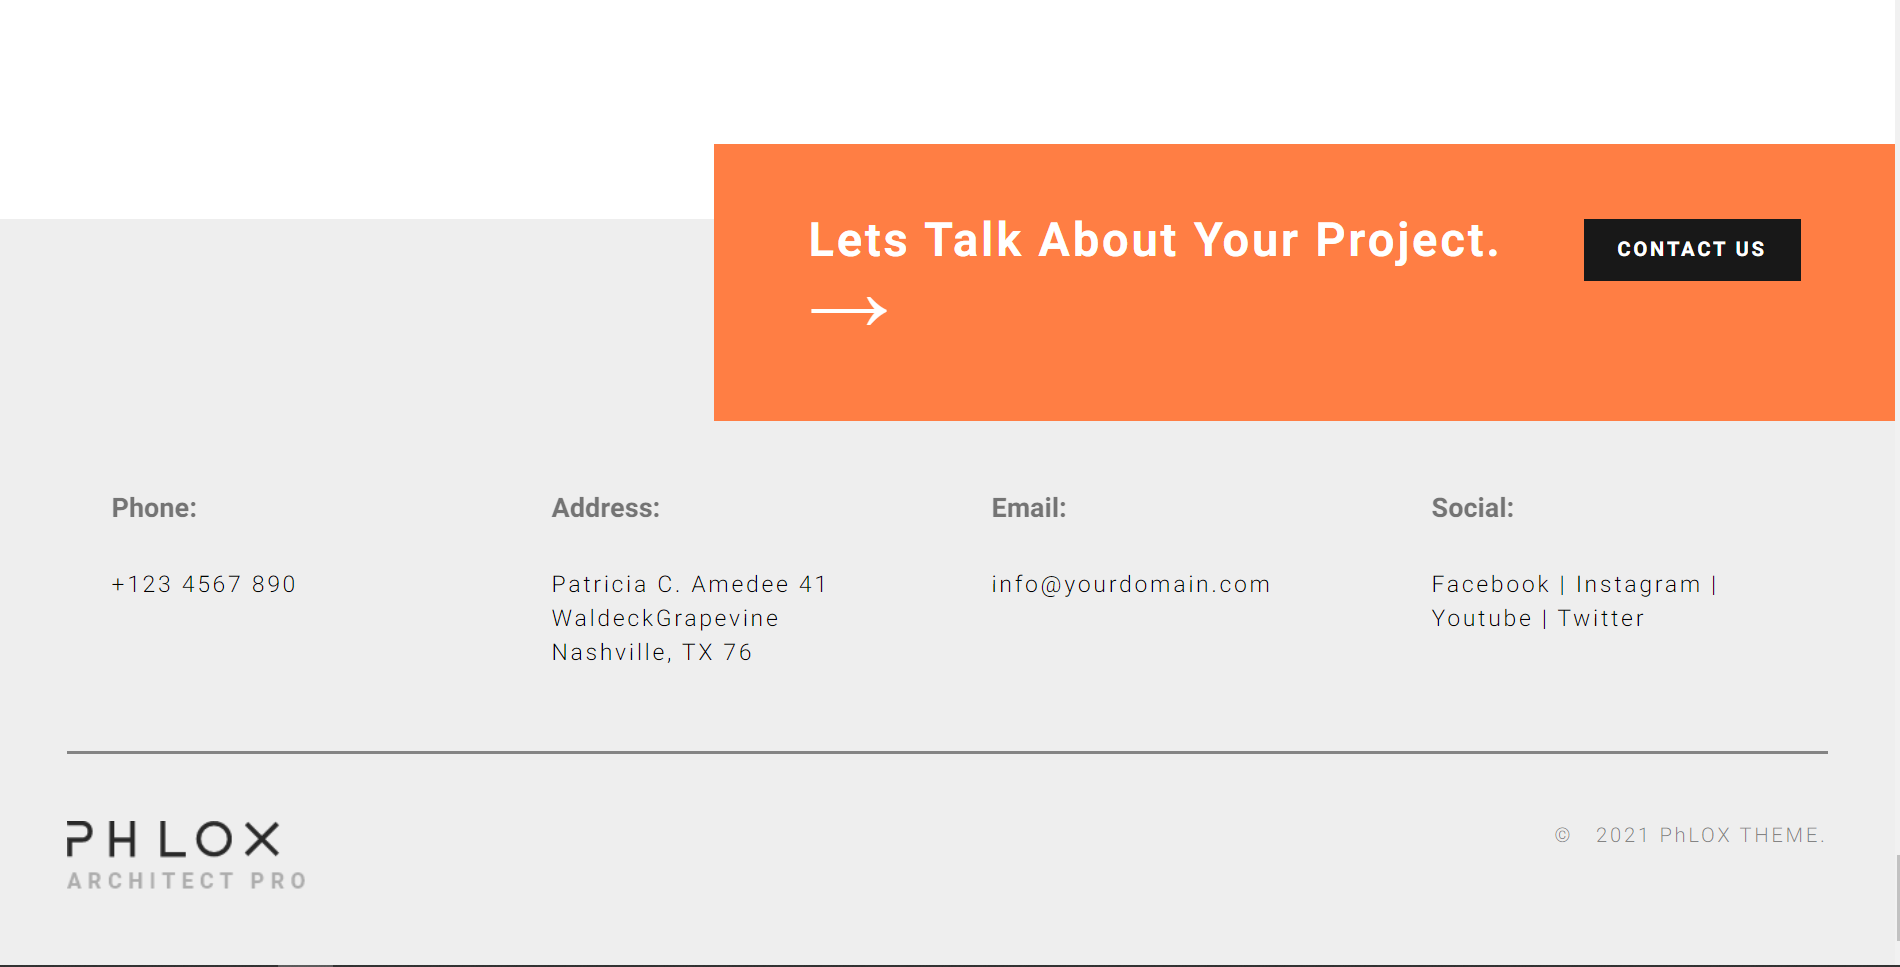 Lets Talk About Your Project.
→
CONTACT US
Phone:
+123 4567 890
Address:
Patricia C. Amedee 41
WaldeckGrapevine
Nashville, TX 76
Email:
info@yourdomain.com
Social:
Facebook | Instagram |
Youtube | Twitter
PHLOX
ARCHITECT PRO
© 2021 PhLOX THEME.